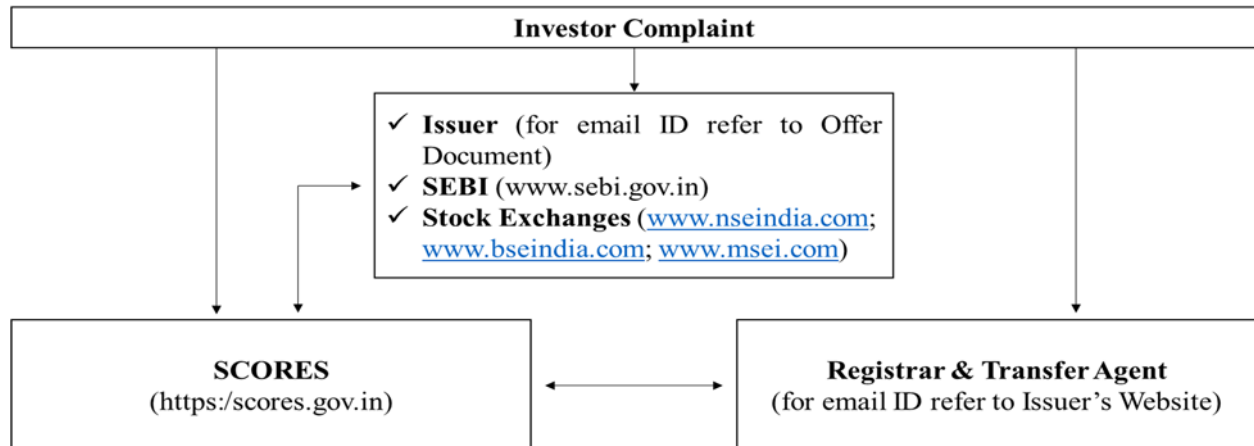 Investor Complaint
✓ Issuer (for email ID refer to Offer
Document)
✓ SEBI (www.sebi.gov.in)
✓ Stock Exchanges (www.nseindia.com;
www.bseindia.com; www.msei.com)
SCORES
(https:/scores.gov.in)
Registrar & Transfer Agent
(for email ID refer to Issuer’s Website)